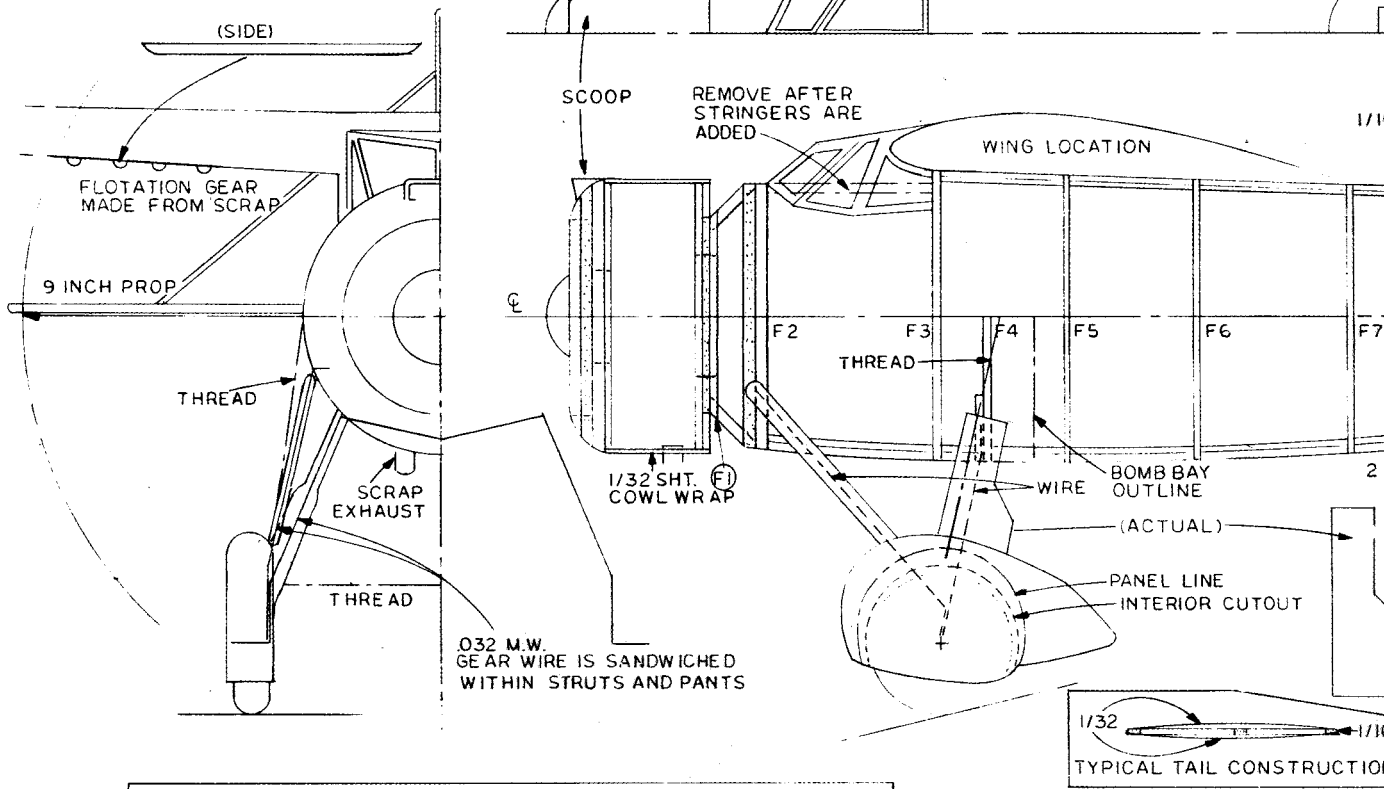 (SIDE)
SCOOP
REMOVE AFTER
STRINGERS ARE
ADDED
WING LOCATION
FLOTATION GEAR
MADE FROM SCRAP
9 INCH PROP
℄
F2
F3
F4
F5
F6
F7
THREAD
THREAD
SCRAP
EXHAUST
1/32 SHT.
COWL WRAP
F1
WIRE
BOMB BAY
OUTLINE
2
(ACTUAL)
THREAD
PANEL LINE
INTERIOR CUTOUT
.032 M.W.
GEAR WIRE IS SANDWICHED
WITHIN STRUTS AND PANTS
1/32
TYPICAL TAIL CONSTRUCTION